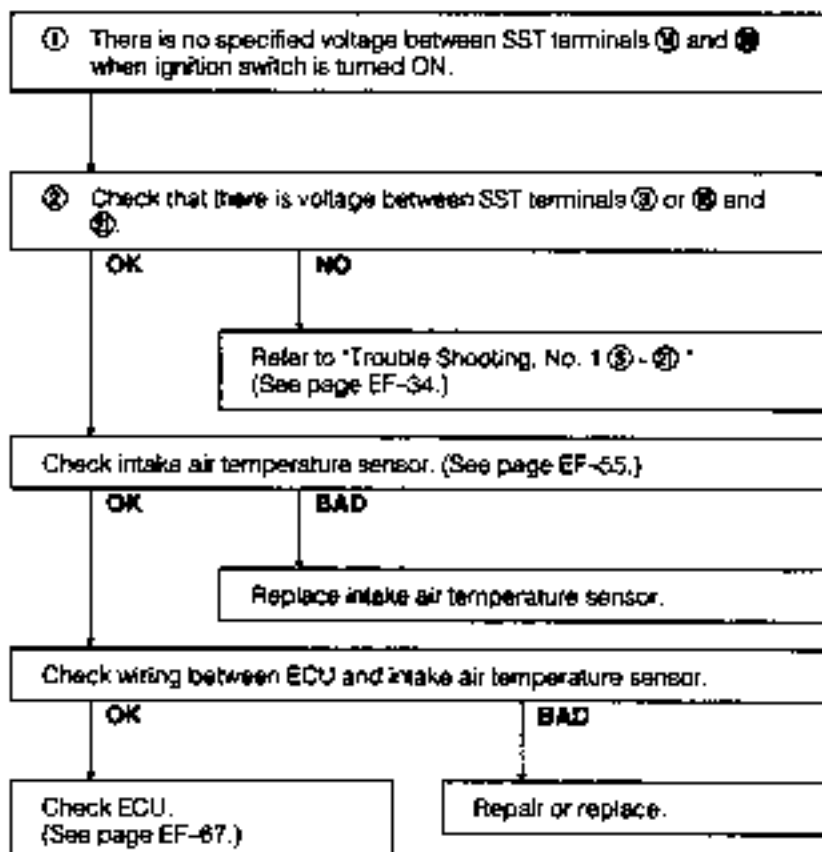 ① There is no specified voltage between SST terminals and
when ignition switch is turned ON.
② Check that there is voltage between SST terminals ③ or and
OK NO
Refer to "Trouble Shooting, No. 1 - "
(See page EF-34.)
Check intake air temperature sensor. (See page EF-55.)
OK BAD
Replace intake air temperature sensor.
Check wiring between ECU and intake air temperature sensor.
OK BAD
Check ECU.
(See page EF-67.)
Repair or replace.